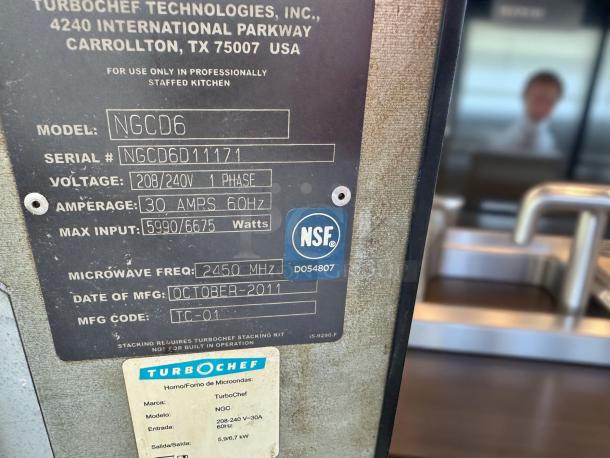 TURBOCHEF TECHNOLOGIES, INC.,
4240 INTERNATIONAL PARKWAY
CARROLLTON, TX 75007 USA
FOR USE ONLY IN PROFESSIONALLY
STAFFED KITCHEN
MODEL: NGCD6
SERIAL # NGCD6D11171
VOLTAGE: 208/240V 1 PHASE
AMPERAGE: 30 AMPS 60Hz
MAX INPUT: 5990/6675 Watts
NSF®
DO54807
MICROWAVE FREQ: 2450 MHz
DATE OF MFG: OCTOBER-2011
MFG CODE: TC-01
STACKING REQUIRES TURBOCHEF STACKING KIT
NOT FOR BUILT IN OPERATION
TURBOCHEF
Horno/Forno de Microondas:
Marca: TurboChef
Modelo: NGC
Entrada: 208-240 V~30A
60Hz
Salida/Saída: 5,9/6,7 kW